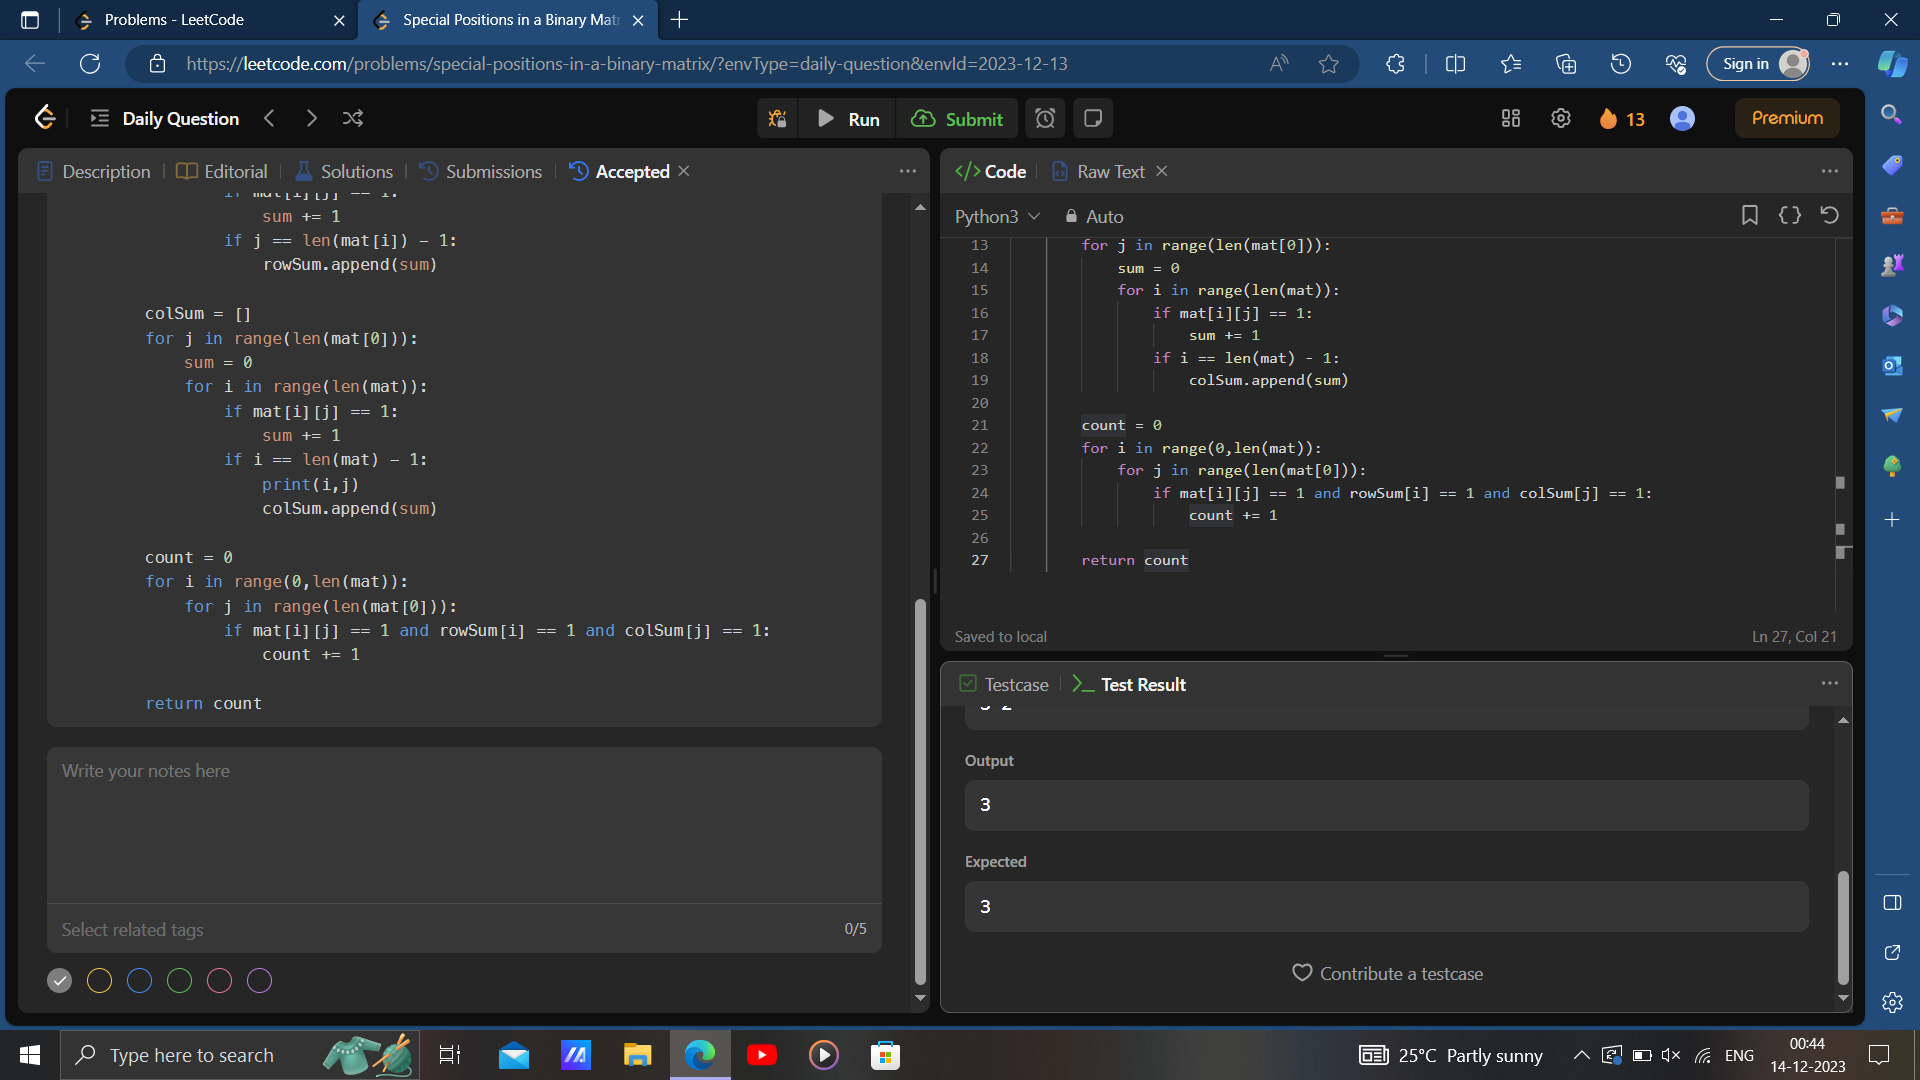 Problems - LeetCode
Special Positions in a Binary Matr
https://leetcode.com/problems/special-positions-in-a-binary-matrix/?envType=daily-question&envId=2023-12-13
Sign in
Daily Question
Run
Submit
13
Premium
Description
Editorial
Solutions
Submissions
Accepted
if mat[i][j] == 1:
sum += 1
if j == len(mat[i]) - 1:
rowSum.append(sum)
colSum = []
for j in range(len(mat[0])):
sum = 0
for i in range(len(mat)):
if mat[i][j] == 1:
sum += 1
if i == len(mat) - 1:
print(i,j)
colSum.append(sum)
count = 0
for i in range(0,len(mat)):
for j in range(len(mat[0])):
if mat[i][j] == 1 and rowSum[i] == 1 and colSum[j] == 1:
count += 1
return count
Write your notes here
Select related tags
0/5
</> Code
Raw Text
Python3
Auto
13 for j in range(len(mat[0])):
14 sum = 0
15 for i in range(len(mat)):
16 if mat[i][j] == 1:
17 sum += 1
18 if i == len(mat) - 1:
19 colSum.append(sum)
20
21 count = 0
22 for i in range(0,len(mat)):
23 for j in range(len(mat[0])):
24 if mat[i][j] == 1 and rowSum[i] == 1 and colSum[j] == 1:
25 count += 1
26
27 return count
Saved to local
Ln 27, Col 21
Testcase
Test Result
Output
3
Expected
3
Contribute a testcase
Type here to search
25°C Partly sunny
ENG
00:44
14-12-2023